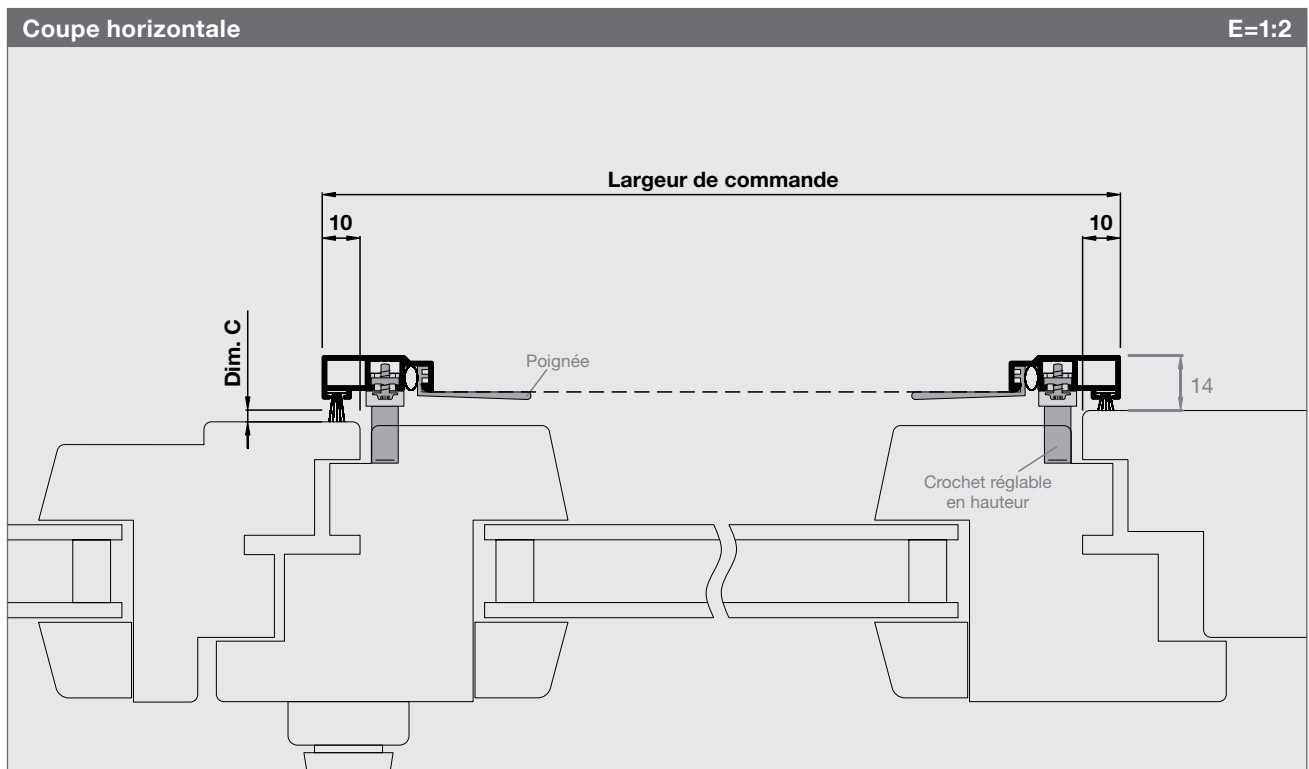 Coupe horizontale
E=1:2
Largeur de commande
10
10
Dim. C
Poignée
14
Crochet réglable
en hauteur